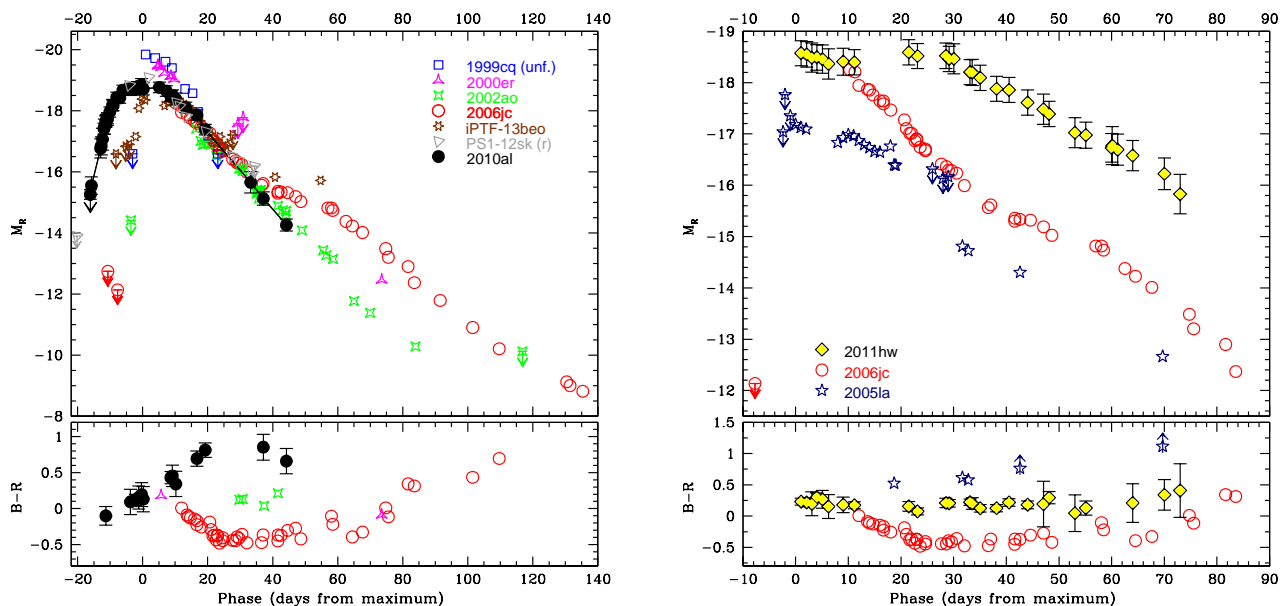 -20 0 20 40 60 80 100 120 140
-20
-18
-16
-14
-12
-10
-8
M_R
1999cq (unf.)
2000er
2002ao
2006jc
iPTF-13beo
PS1-12sk (r)
2010al
1
0.5
0
-0.5
B-R
-20 0 20 40 60 80 100 120 140
Phase (days from maximum)
-10 0 10 20 30 40 50 60 70 80 90
-19
-18
-17
-16
-15
-14
-13
-12
M_R
2011hw
2006jc
2005la
1.5
1
0.5
0
-0.5
B-R
-10 0 10 20 30 40 50 60 70 80 90
Phase (days from maximum)